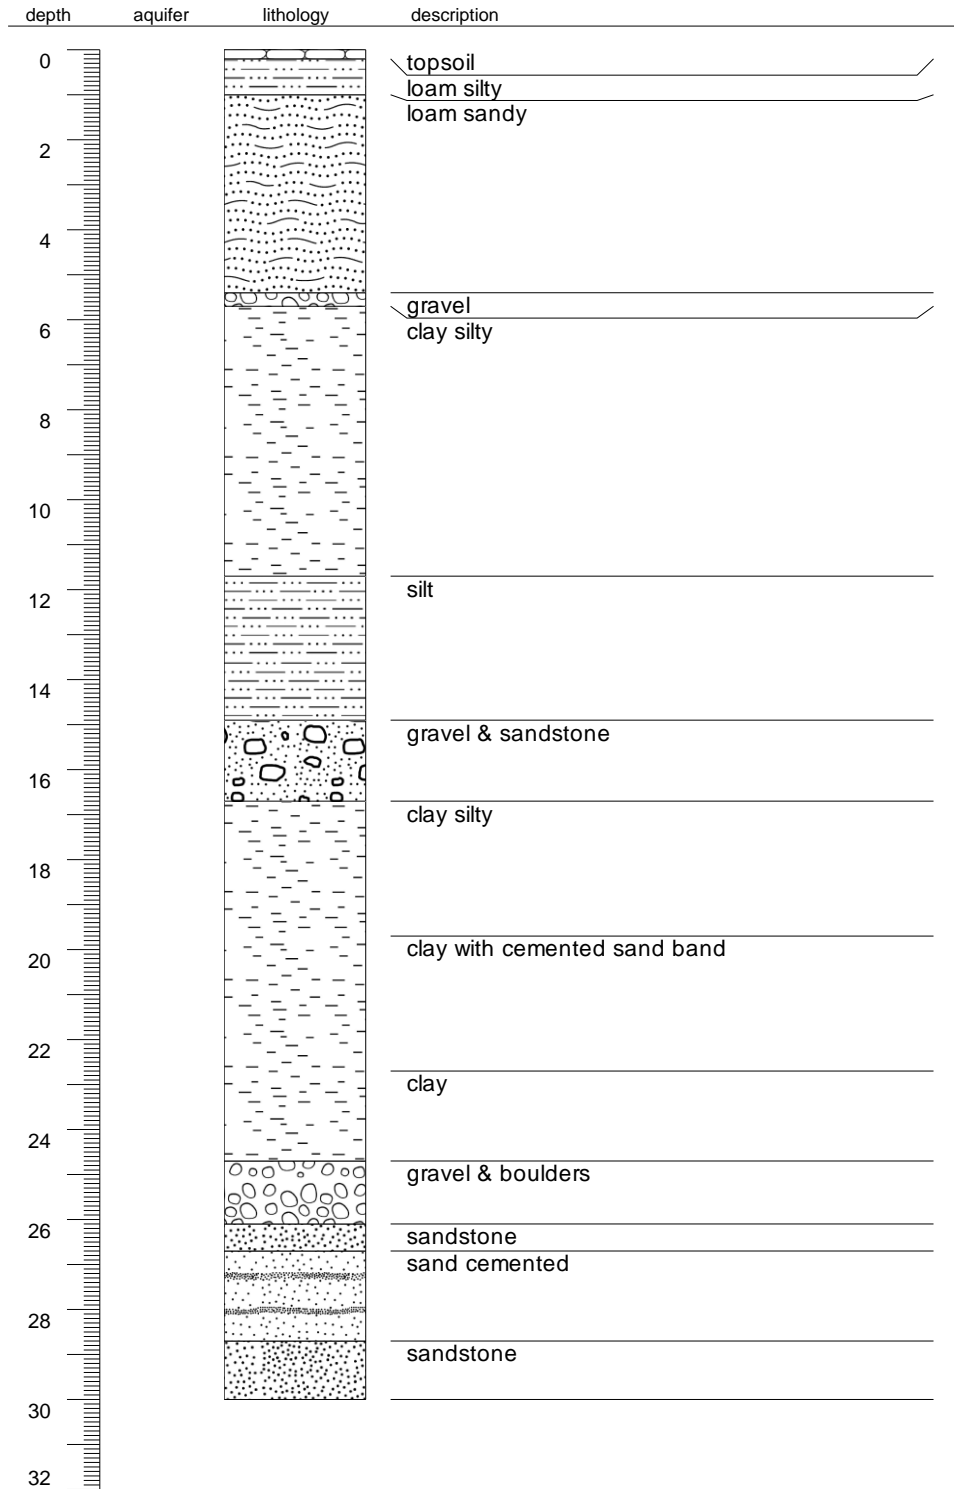 depth aquifer lithology description
0
topsoil
loam silty
loam sandy
2
4
gravel
6
clay silty
8
10
12
silt
14
gravel & sandstone
16
clay silty
18
clay with cemented sand band
20
22
clay
24
gravel & boulders
26
sandstone
sand cemented
28
sandstone
30
32